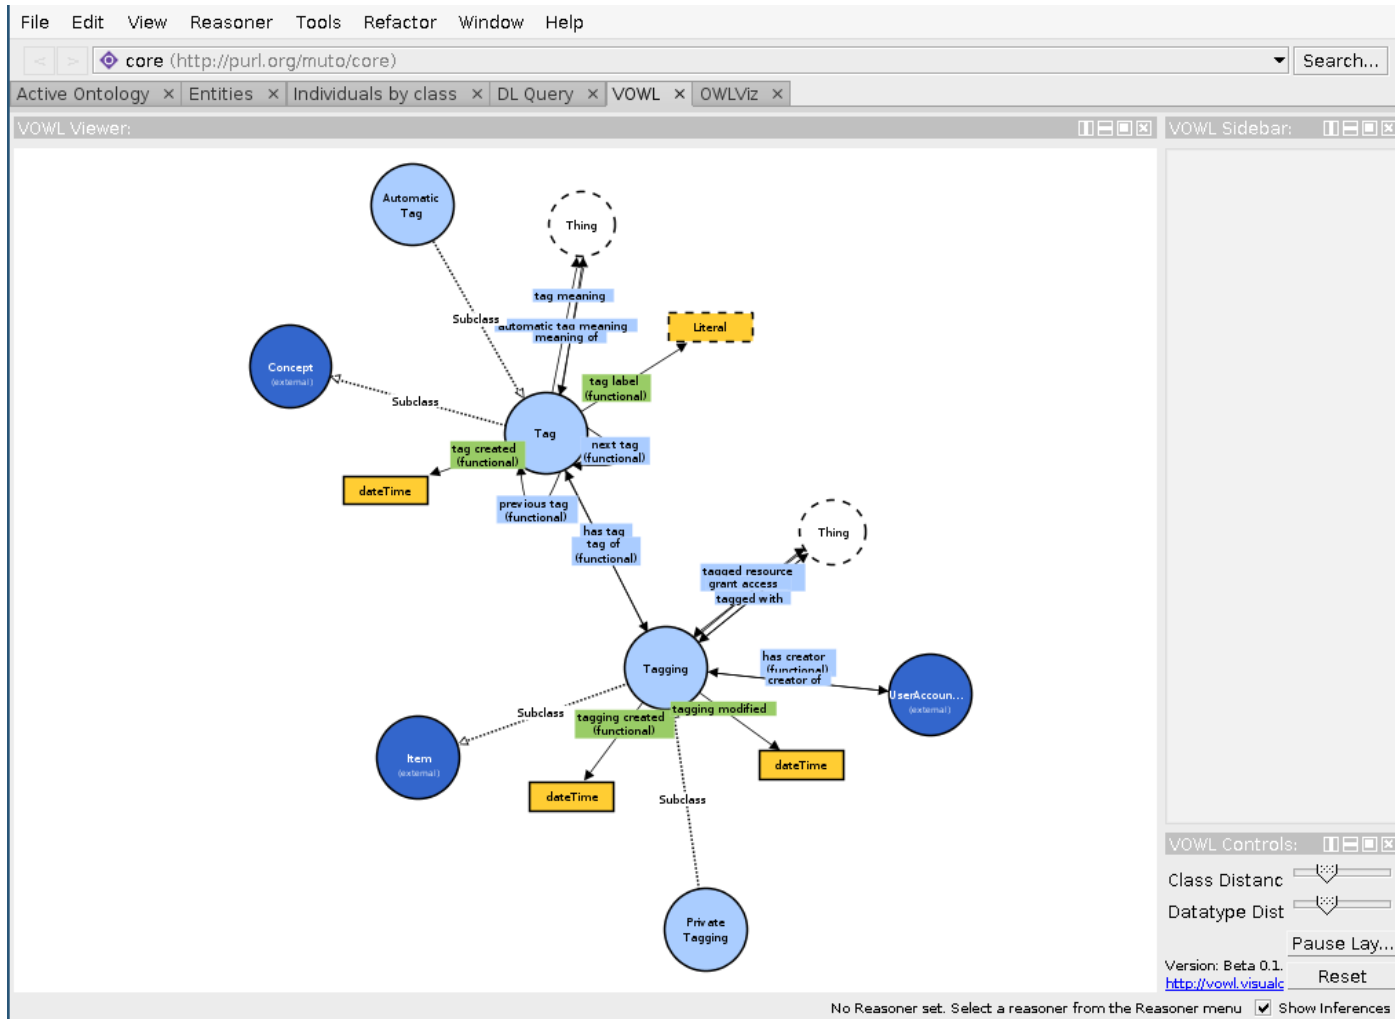 File Edit View Reasoner Tools Refactor Window Help
< > core (http://purl.org/muto/core) Search...
Active Ontology × Entities × Individuals by class × DL Query × VOWL × OWLViz ×
VOWL Viewer: VOWL Sidebar:
Automatic
Tag
Thing
tag meaning
Subclass
automatic tag meaning
meaning of
Literal
Concept
(external)
tag label
(functional)
Subclass
Tag
next tag
(functional)
tag created
(functional)
dateTime
previous tag
(functional)
has tag
tag of
(functional)
Thing
tagged resource
grant access
tagged with
Tagging
has creator
(functional)
creator of
UserAccoun...
(external)
Subclass
tagging created
(functional)
tagging modified
Item
(external)
dateTime
dateTime
Subclass
Private
Tagging
VOWL Controls:
Class Distanc
Datatype Dist
Pause Lay...
Version: Beta 0.1.
http://vowl.visualc
Reset
No Reasoner set. Select a reasoner from the Reasoner menu Show Inferences